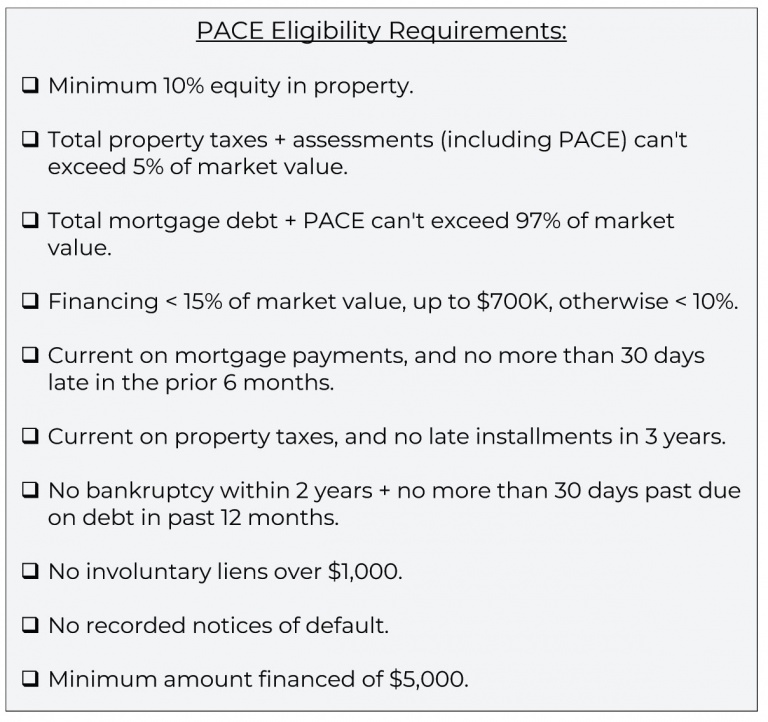 PACE Eligibility Requirements:
❑ Minimum 10% equity in property.
❑ Total property taxes + assessments (including PACE) can't
exceed 5% of market value.
❑ Total mortgage debt + PACE can't exceed 97% of market
value.
❑ Financing < 15% of market value, up to $700K, otherwise < 10%.
❑ Current on mortgage payments, and no more than 30 days
late in the prior 6 months.
❑ Current on property taxes, and no late installments in 3 years.
❑ No bankruptcy within 2 years + no more than 30 days past due
on debt in past 12 months.
❑ No involuntary liens over $1,000.
❑ No recorded notices of default.
❑ Minimum amount financed of $5,000.